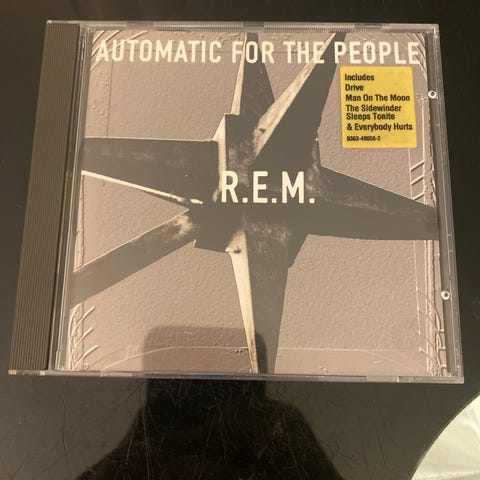 AUTOMATIC FOR THE PEOPLE
Includes
Drive
Man On The Moon
The Sidewinder
Sleeps Tonite
& Everybody Hurts
9362-45055-2
R.E.M.